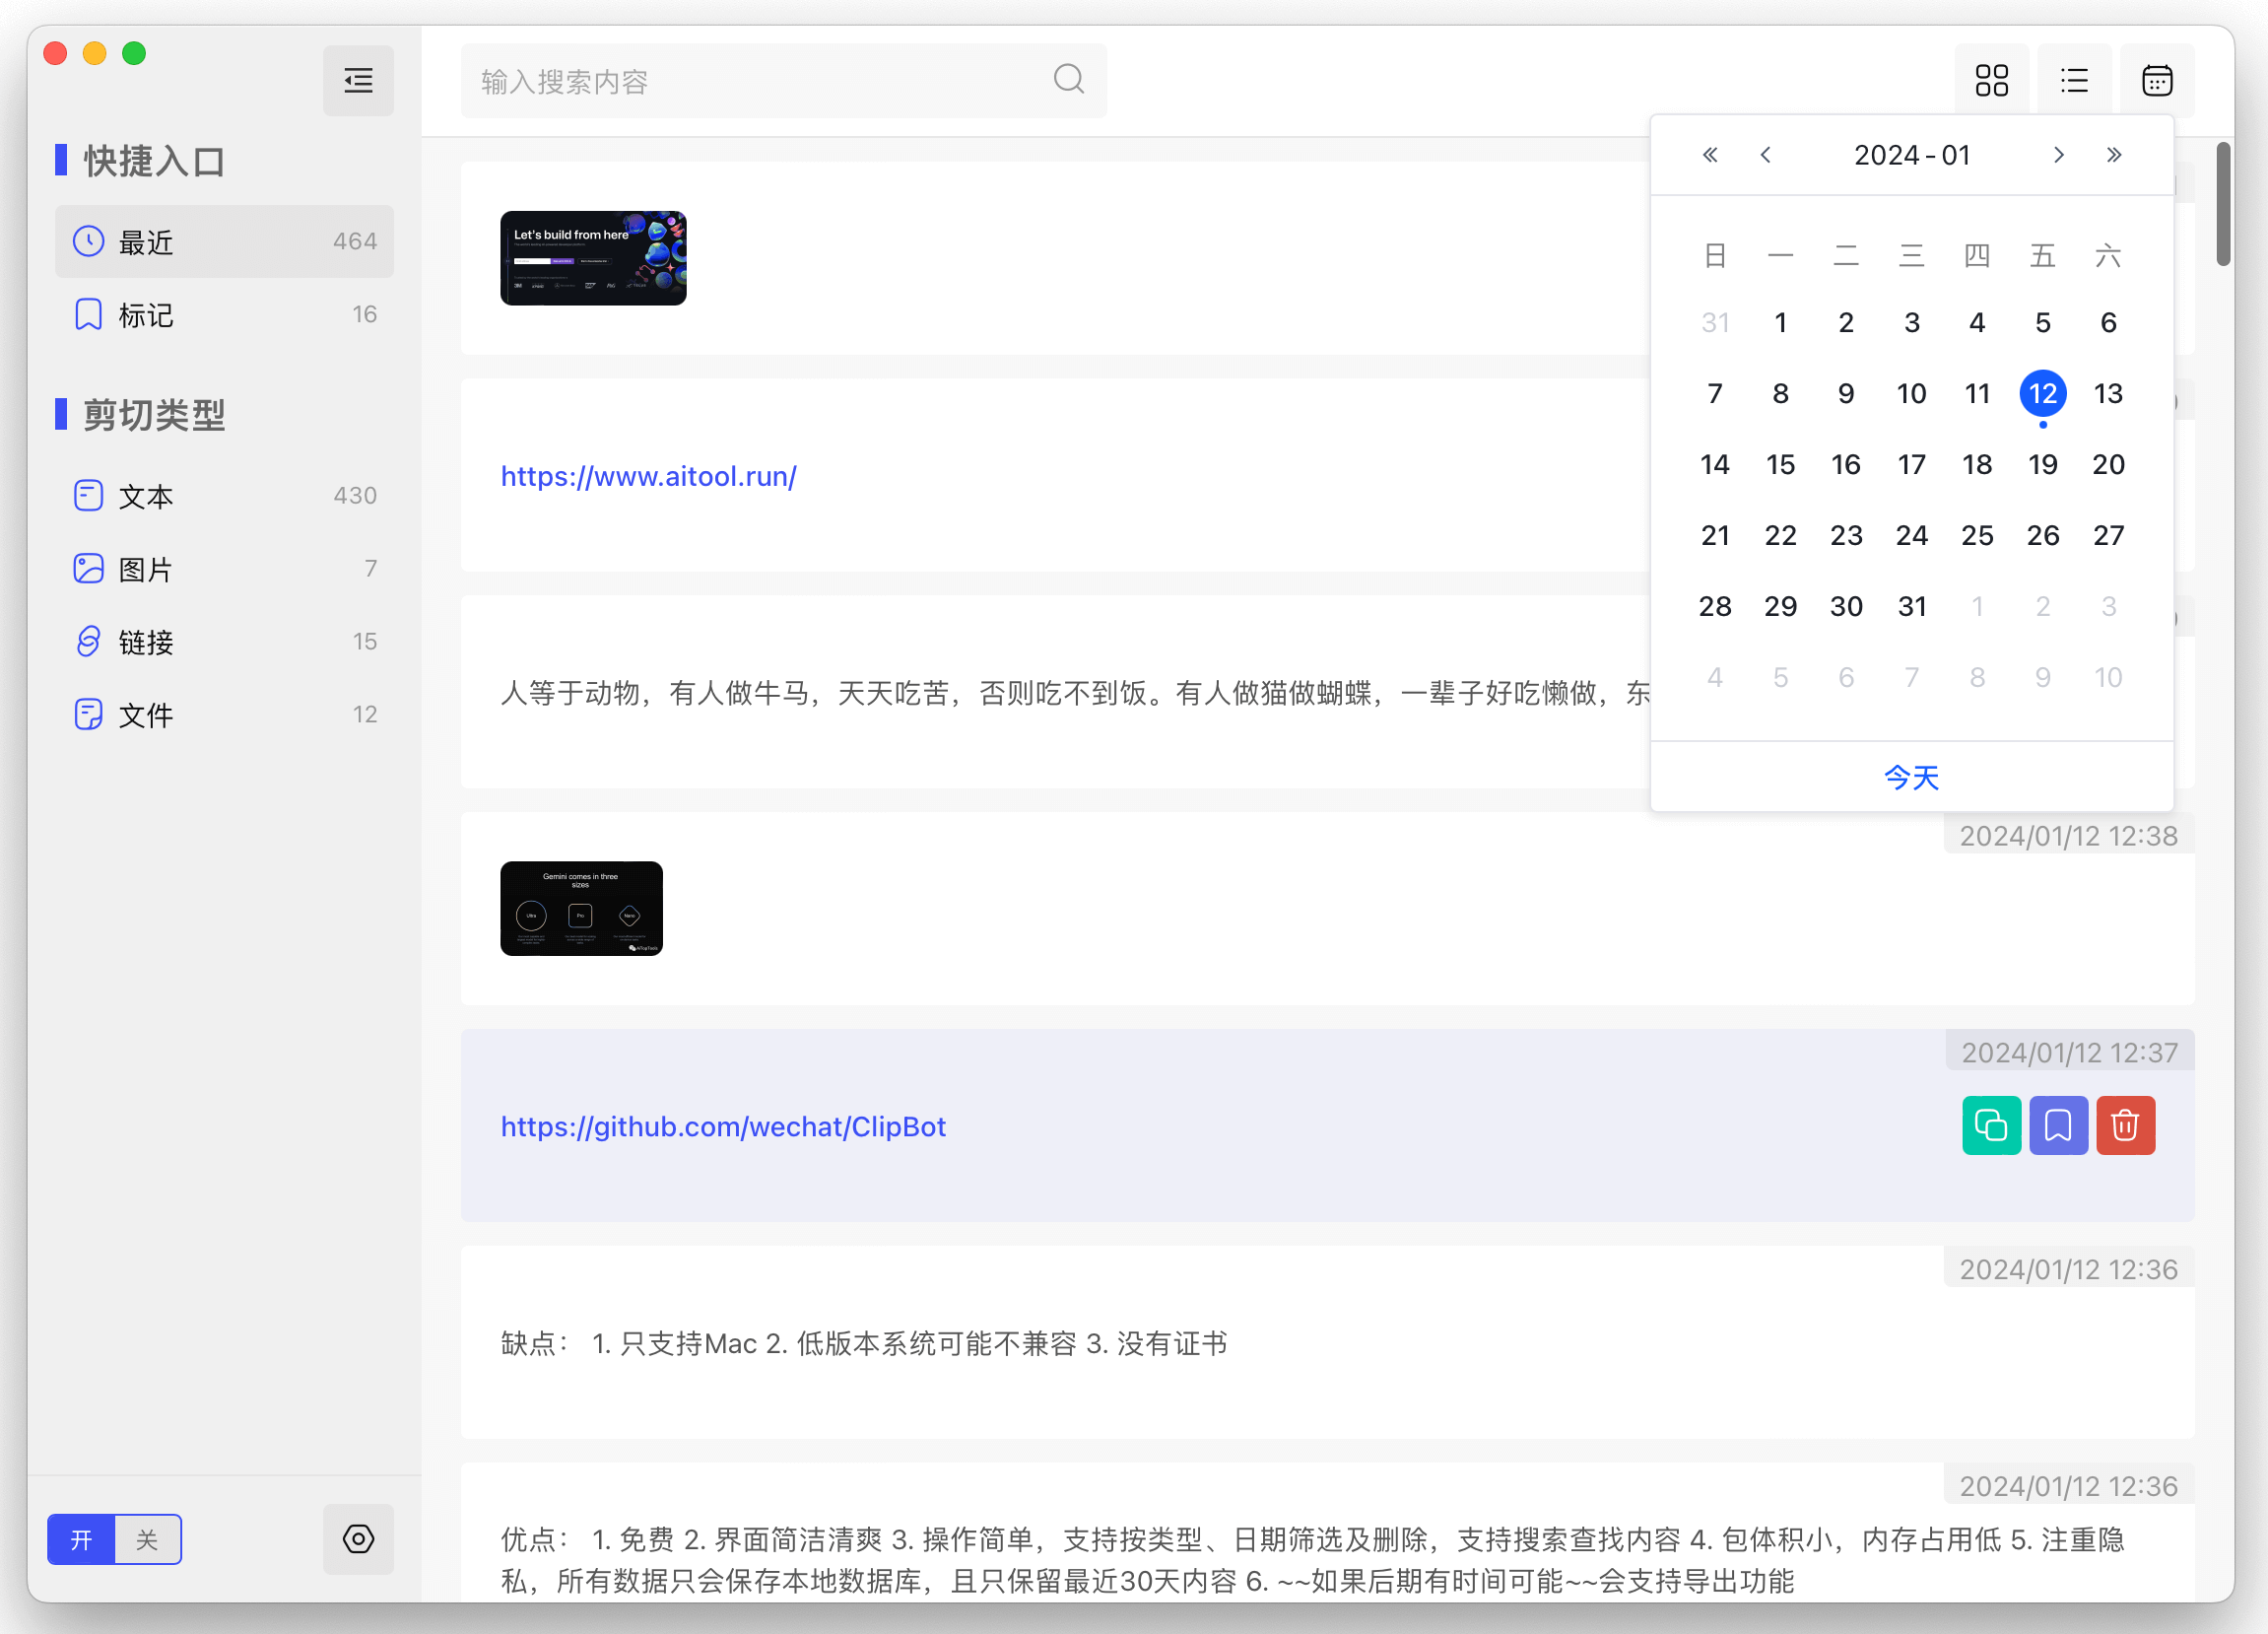 输入搜索内容
快捷入口
最近 464
标记 16
剪切类型
文本 430
图片 7
链接 15
文件 12
开 关
Let's build from here
https://www.aitool.run/
人等于动物，有人做牛马，天天吃苦，否则吃不到饭。有人做猫做蝴蝶，一辈子好吃懒做，东
2024-01
日 一 二 三 四 五 六
31 1 2 3 4 5 6
7 8 9 10 11 12 13
14 15 16 17 18 19 20
21 22 23 24 25 26 27
28 29 30 31 1 2 3
4 5 6 7 8 9 10
今天
2024/01/12 12:38
Gemini comes in three
sizes
Ultra Pro Nano
2024/01/12 12:37
https://github.com/wechat/ClipBot
2024/01/12 12:36
缺点： 1. 只支持Mac 2. 低版本系统可能不兼容 3. 没有证书
2024/01/12 12:36
优点： 1. 免费 2. 界面简洁清爽 3. 操作简单，支持按类型、日期筛选及删除，支持搜索查找内容 4. 包体积小，内存占用低 5. 注重隐
私，所有数据只会保存本地数据库，且只保留最近30天内容 6. ~~如果后期有时间可能~~会支持导出功能